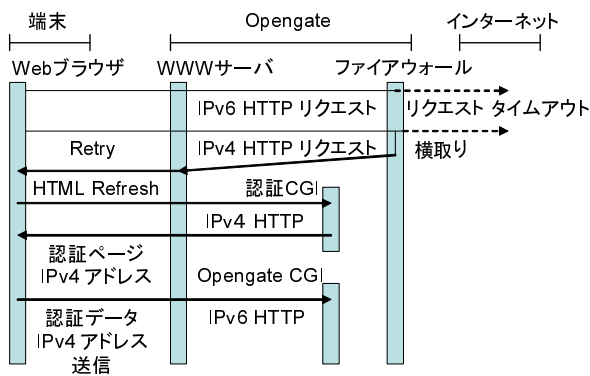 端末
Opengate
インターネット
Webブラウザ
WWWサーバ
ファイアウォール
IPv6 HTTP リクエスト
リクエスト タイムアウト
Retry
IPv4 HTTP リクエスト
横取り
HTML Refresh
認証CGI
IPv4 HTTP
認証ページ
IPv4 アドレス
Opengate CGI
認証データ
IPv4 アドレス
送信
IPv6 HTTP